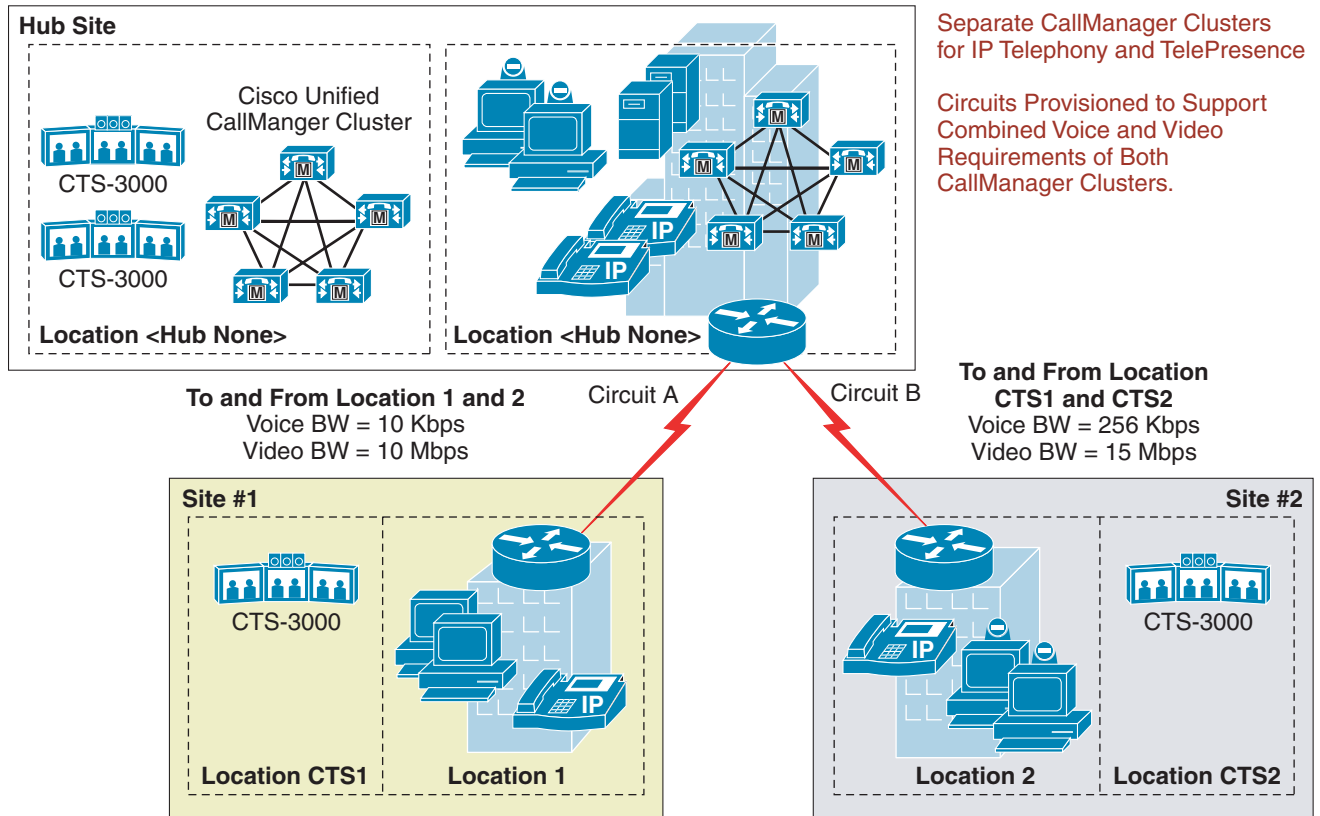 Hub Site
Separate CallManager Clusters
for IP Telephony and TelePresence
Circuits Provisioned to Support
Combined Voice and Video
Requirements of Both
CallManager Clusters.
Cisco Unified
CallManger Cluster
CTS-3000
CTS-3000
M
M
M
M
M
Location <Hub None>
M
M
M
M
M
IP
IP
Location <Hub None>
To and From Location 1 and 2
Voice BW = 10 Kbps
Video BW = 10 Mbps
Circuit A
Circuit B
To and From Location
CTS1 and CTS2
Voice BW = 256 Kbps
Video BW = 15 Mbps
Site #1
CTS-3000
IP
Location CTS1
Location 1
Site #2
IP
CTS-3000
Location 2
Location CTS2